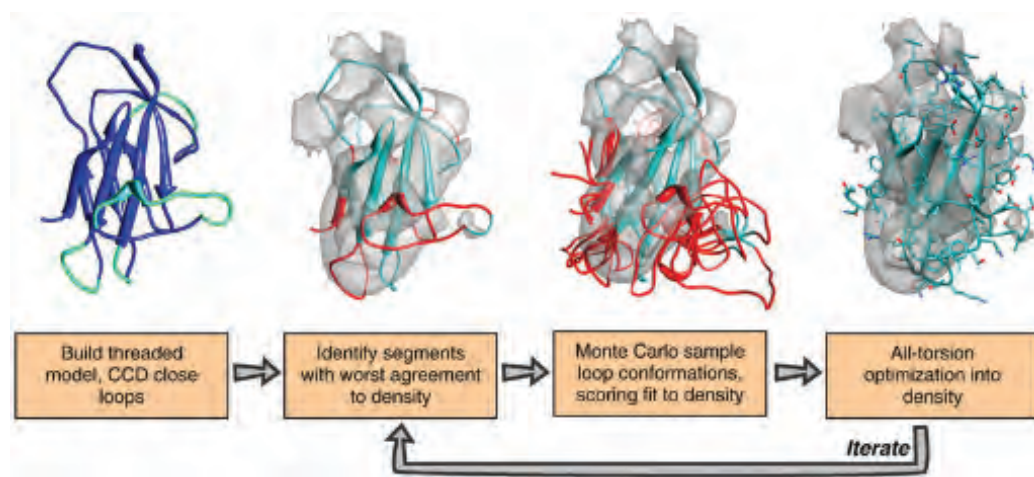 Build threaded
model, CCD close
loops
Identify segments
with worst agreement
to density
Monte Carlo sample
loop conformations,
scoring fit to density
All-torsion
optimization into
density
Iterate